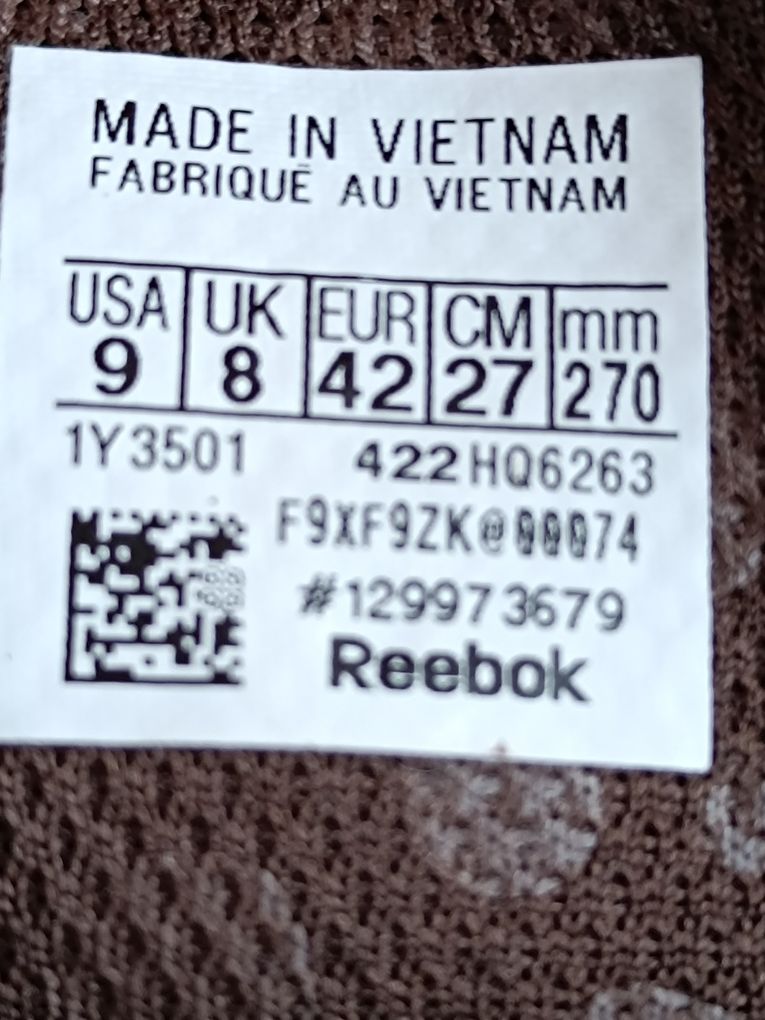 MADE IN VIETNAM
FABRIQUÉ AU VIETNAM
USA UK EUR CM mm
9 8 42 27 270
1Y3501 422HQ6263
F9XF9ZK@00074
#129973679
Reebok